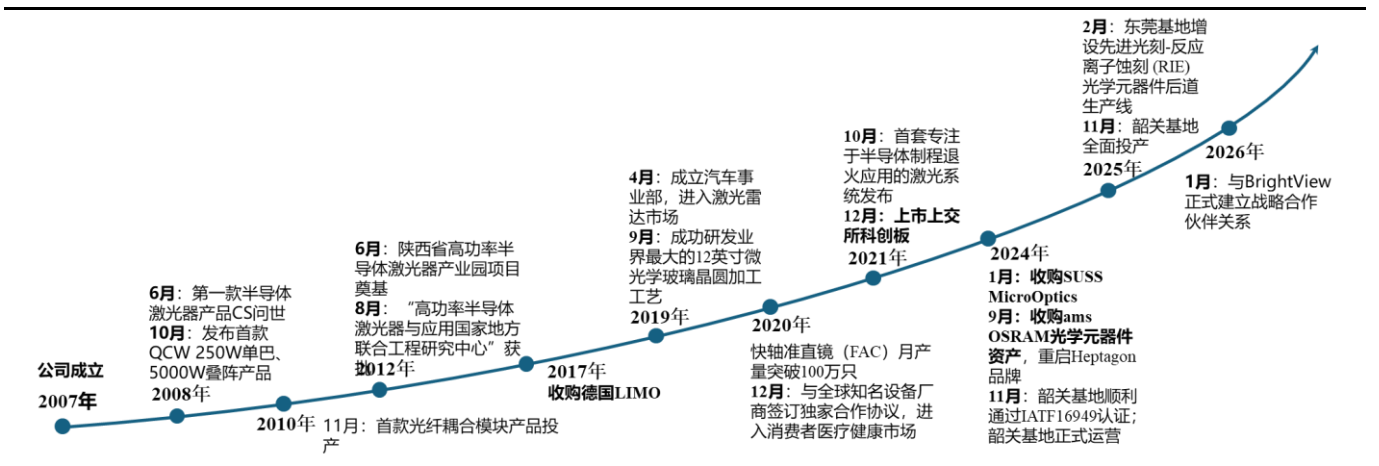 公司成立
2007年
6月：第一款半导体
激光器产品CS问世
10月：发布首款
QCW 250W单巴、
5000W叠阵产品
2008年
2010年
11月：首款光纤耦合模块产品投
产
6月：陕西省高功率半
导体激光器产业园项目
奠基
8月：“高功率半导体
激光器与应用国家地方
联合工程研究中心”获
批
2012年
2017年
收购德国LIMO
4月：成立汽车事
业部，进入激光雷
达市场
9月：成功研发业
界最大的12英寸微
光学玻璃晶圆加工
工艺
2019年
2020年
快轴准直镜（FAC）月产
量突破100万只
12月：与全球知名设备厂
商签订独家合作协议，进
入消费者医疗健康市场
10月：首套专注
于半导体制程退
火应用的激光系
统发布
12月：上市上交
所科创板
2021年
2024年
1月：收购SUSS
MicroOptics
9月：收购ams
OSRAM光学元器件
资产，重启Heptagon
品牌
11月：韶关基地顺利
通过IATF16949认证；
韶关基地正式运营
2月：东莞基地增
设先进光刻-反应
离子蚀刻 (RIE)
光学元器件后道
生产线
11月：韶关基地
全面投产
2025年
2026年
1月：与BrightView
正式建立战略合作
伙伴关系